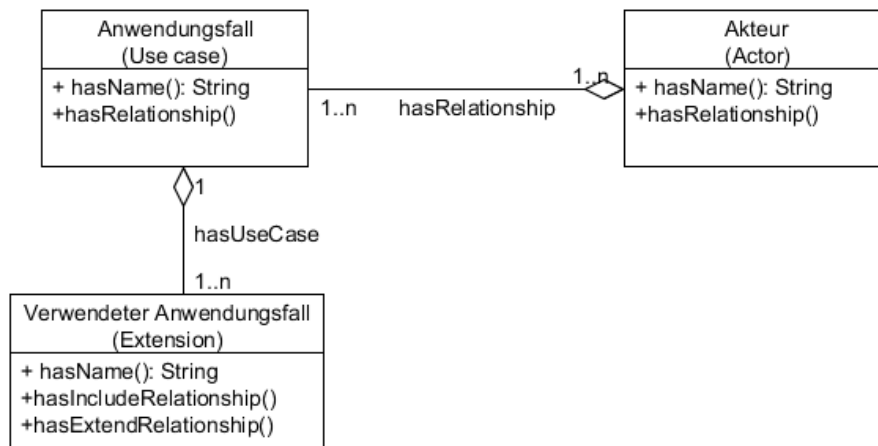 Anwendungsfall
(Use case)
+ hasName(): String
+hasRelationship()
1..n
hasRelationship
1..n
Akteur
(Actor)
+ hasName(): String
+hasRelationship()
1
hasUseCase
1..n
Verwendeter Anwendungsfall
(Extension)
+ hasName(): String
+hasIncludeRelationship()
+hasExtendRelationship()